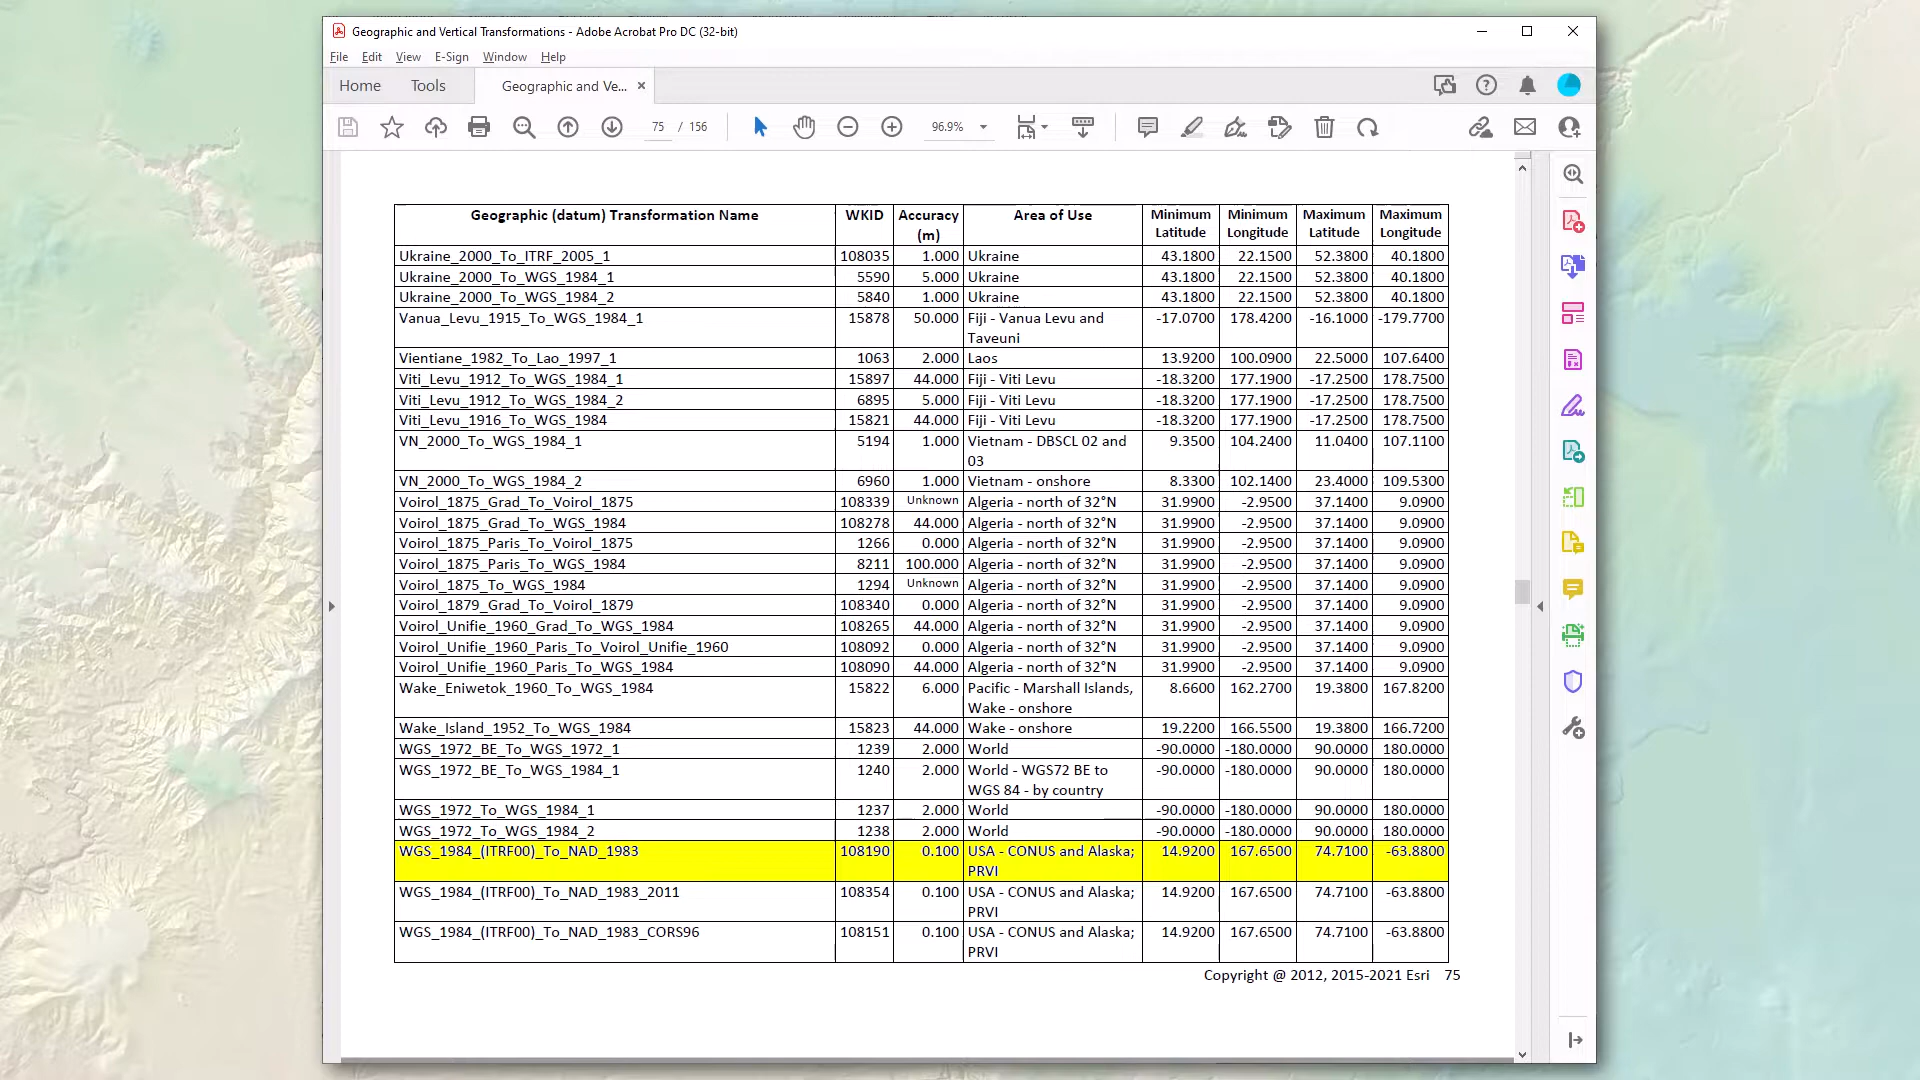 Geographic and Vertical Transformations - Adobe Acrobat Pro DC (32-bit)
File Edit View E-Sign Window Help
Home Tools Geographic and Ve... ×
75 / 156 96.9%
Geographic (datum) Transformation Name WKID Accuracy (m) Area of Use Minimum Latitude Minimum Longitude Maximum Latitude Maximum Longitude
Ukraine_2000_To_ITRF_2005_1 108035 1.000 Ukraine 43.1800 22.1500 52.3800 40.1800
Ukraine_2000_To_WGS_1984_1 5590 5.000 Ukraine 43.1800 22.1500 52.3800 40.1800
Ukraine_2000_To_WGS_1984_2 5840 1.000 Ukraine 43.1800 22.1500 52.3800 40.1800
Vanua_Levu_1915_To_WGS_1984_1 15878 50.000 Fiji - Vanua Levu and Taveuni -17.0700 178.4200 -16.1000 -179.7700
Vientiane_1982_To_Lao_1997_1 1063 2.000 Laos 13.9200 100.0900 22.5000 107.6400
Viti_Levu_1912_To_WGS_1984_1 15897 44.000 Fiji - Viti Levu -18.3200 177.1900 -17.2500 178.7500
Viti_Levu_1912_To_WGS_1984_2 6895 5.000 Fiji - Viti Levu -18.3200 177.1900 -17.2500 178.7500
Viti_Levu_1916_To_WGS_1984 15821 44.000 Fiji - Viti Levu -18.3200 177.1900 -17.2500 178.7500
VN_2000_To_WGS_1984_1 5194 1.000 Vietnam - DBSCL 02 and 03 9.3500 104.2400 11.0400 107.1100
VN_2000_To_WGS_1984_2 6960 1.000 Vietnam - onshore 8.3300 102.1400 23.4000 109.5300
Voirol_1875_Grad_To_Voirol_1875 108339 Unknown Algeria - north of 32°N 31.9900 -2.9500 37.1400 9.0900
Voirol_1875_Grad_To_WGS_1984 108278 44.000 Algeria - north of 32°N 31.9900 -2.9500 37.1400 9.0900
Voirol_1875_Paris_To_Voirol_1875 1266 0.000 Algeria - north of 32°N 31.9900 -2.9500 37.1400 9.0900
Voirol_1875_Paris_To_WGS_1984 8211 100.000 Algeria - north of 32°N 31.9900 -2.9500 37.1400 9.0900
Voirol_1875_To_WGS_1984 1294 Unknown Algeria - north of 32°N 31.9900 -2.9500 37.1400 9.0900
Voirol_1879_Grad_To_Voirol_1879 108340 0.000 Algeria - north of 32°N 31.9900 -2.9500 37.1400 9.0900
Voirol_Unifie_1960_Grad_To_WGS_1984 108265 44.000 Algeria - north of 32°N 31.9900 -2.9500 37.1400 9.0900
Voirol_Unifie_1960_Paris_To_Voirol_Unifie_1960 108092 0.000 Algeria - north of 32°N 31.9900 -2.9500 37.1400 9.0900
Voirol_Unifie_1960_Paris_To_WGS_1984 108090 44.000 Algeria - north of 32°N 31.9900 -2.9500 37.1400 9.0900
Wake_Eniwetok_1960_To_WGS_1984 15822 6.000 Pacific - Marshall Islands, Wake - onshore 8.6600 162.2700 19.3800 167.8200
Wake_Island_1952_To_WGS_1984 15823 44.000 Wake - onshore 19.2200 166.5500 19.3800 166.7200
WGS_1972_BE_To_WGS_1972_1 1239 2.000 World -90.0000 -180.0000 90.0000 180.0000
WGS_1972_BE_To_WGS_1984_1 1240 2.000 World - WGS72 BE to WGS 84 - by country -90.0000 -180.0000 90.0000 180.0000
WGS_1972_To_WGS_1984_1 1237 2.000 World -90.0000 -180.0000 90.0000 180.0000
WGS_1972_To_WGS_1984_2 1238 2.000 World -90.0000 -180.0000 90.0000 180.0000
WGS_1984_(ITRF00)_To_NAD_1983 108190 0.100 USA - CONUS and Alaska; PRVI 14.9200 167.6500 74.7100 -63.8800
WGS_1984_(ITRF00)_To_NAD_1983_2011 108354 0.100 USA - CONUS and Alaska; PRVI 14.9200 167.6500 74.7100 -63.8800
WGS_1984_(ITRF00)_To_NAD_1983_CORS96 108151 0.100 USA - CONUS and Alaska; PRVI 14.9200 167.6500 74.7100 -63.8800
Copyright @ 2012, 2015-2021 Esri 75